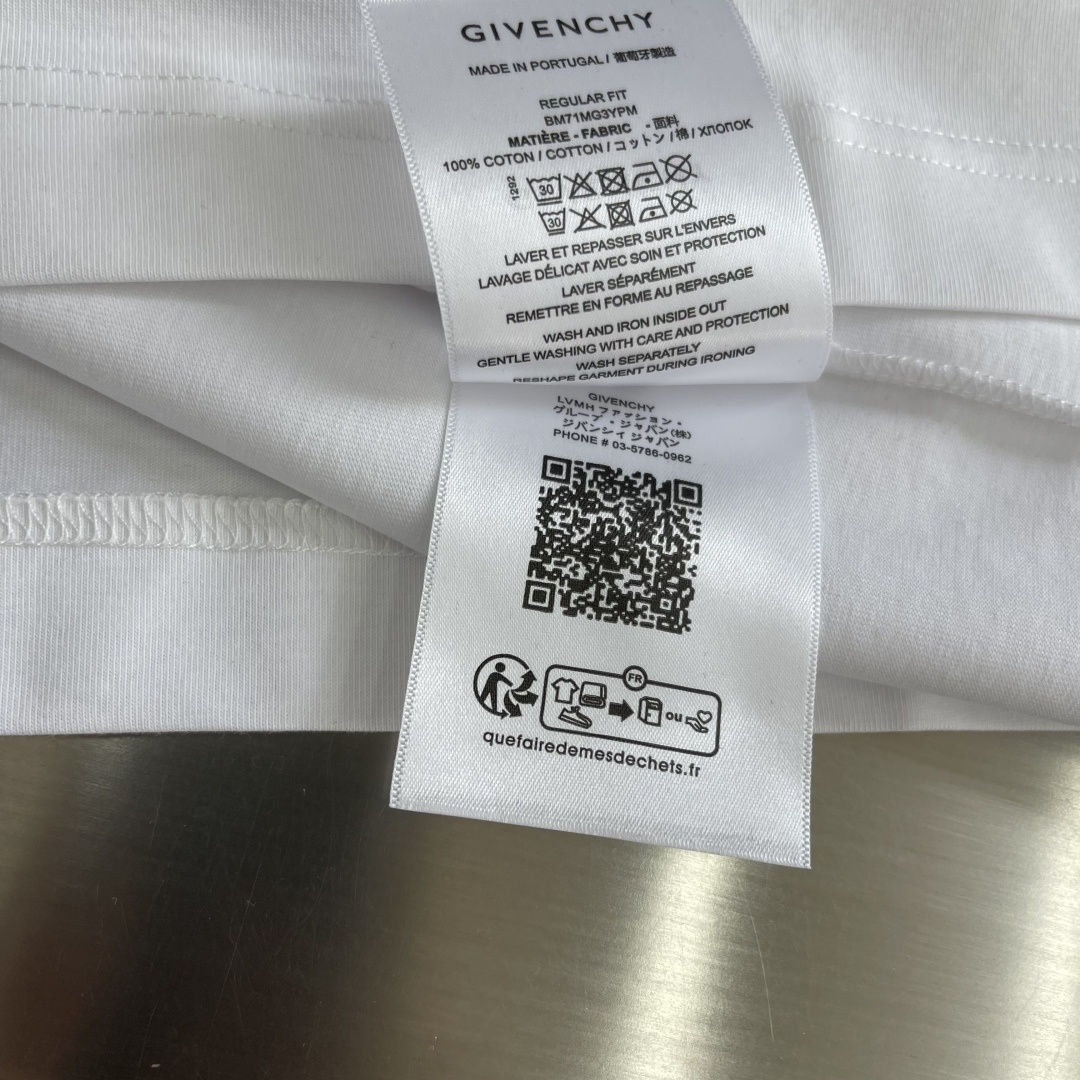 GIVENCHY
MADE IN PORTUGAL / 葡萄牙製造
REGULAR FIT
BM71MG3YPM
MATIÈRE - FABRIC - 面料
100% COTON / COTTON / コットン / 棉 / ХЛОПОК
1292
30
30
LAVER ET REPASSER SUR L'ENVERS
LAVAGE DÉLICAT AVEC SOIN ET PROTECTION
LAVER SÉPARÉMENT
REMETTRE EN FORME AU REPASSAGE
WASH AND IRON INSIDE OUT
GENTLE WASHING WITH CARE AND PROTECTION
WASH SEPARATELY
RESHAPE GARMENT DURING IRONING
GIVENCHY
LVMH ファッション・
グループ・ジャパン(株)
ジバンシィ ジャパン
PHONE # 03-5786-0962
FR
ou
quefairedemesdechets.fr